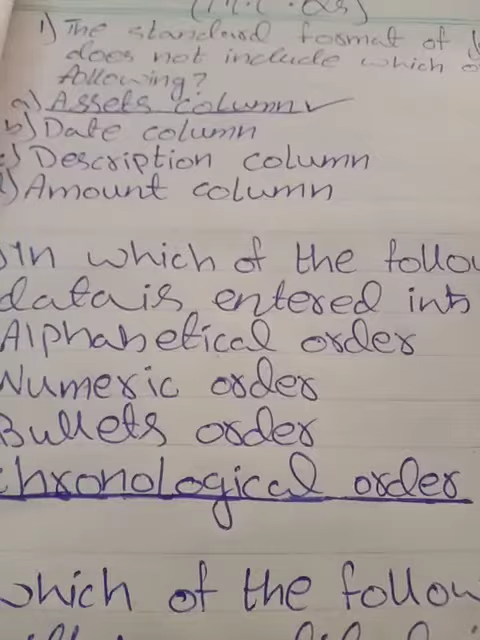 (M.C.Qs)
1) The standard format of
does not include which
following?
a) Assets column ✓
b) Date column
c) Description column
d) Amount column
) In which of the follow
data is entered into
Alphabetical order
Numeric order
Bullets order
Chronological order
which of the follow